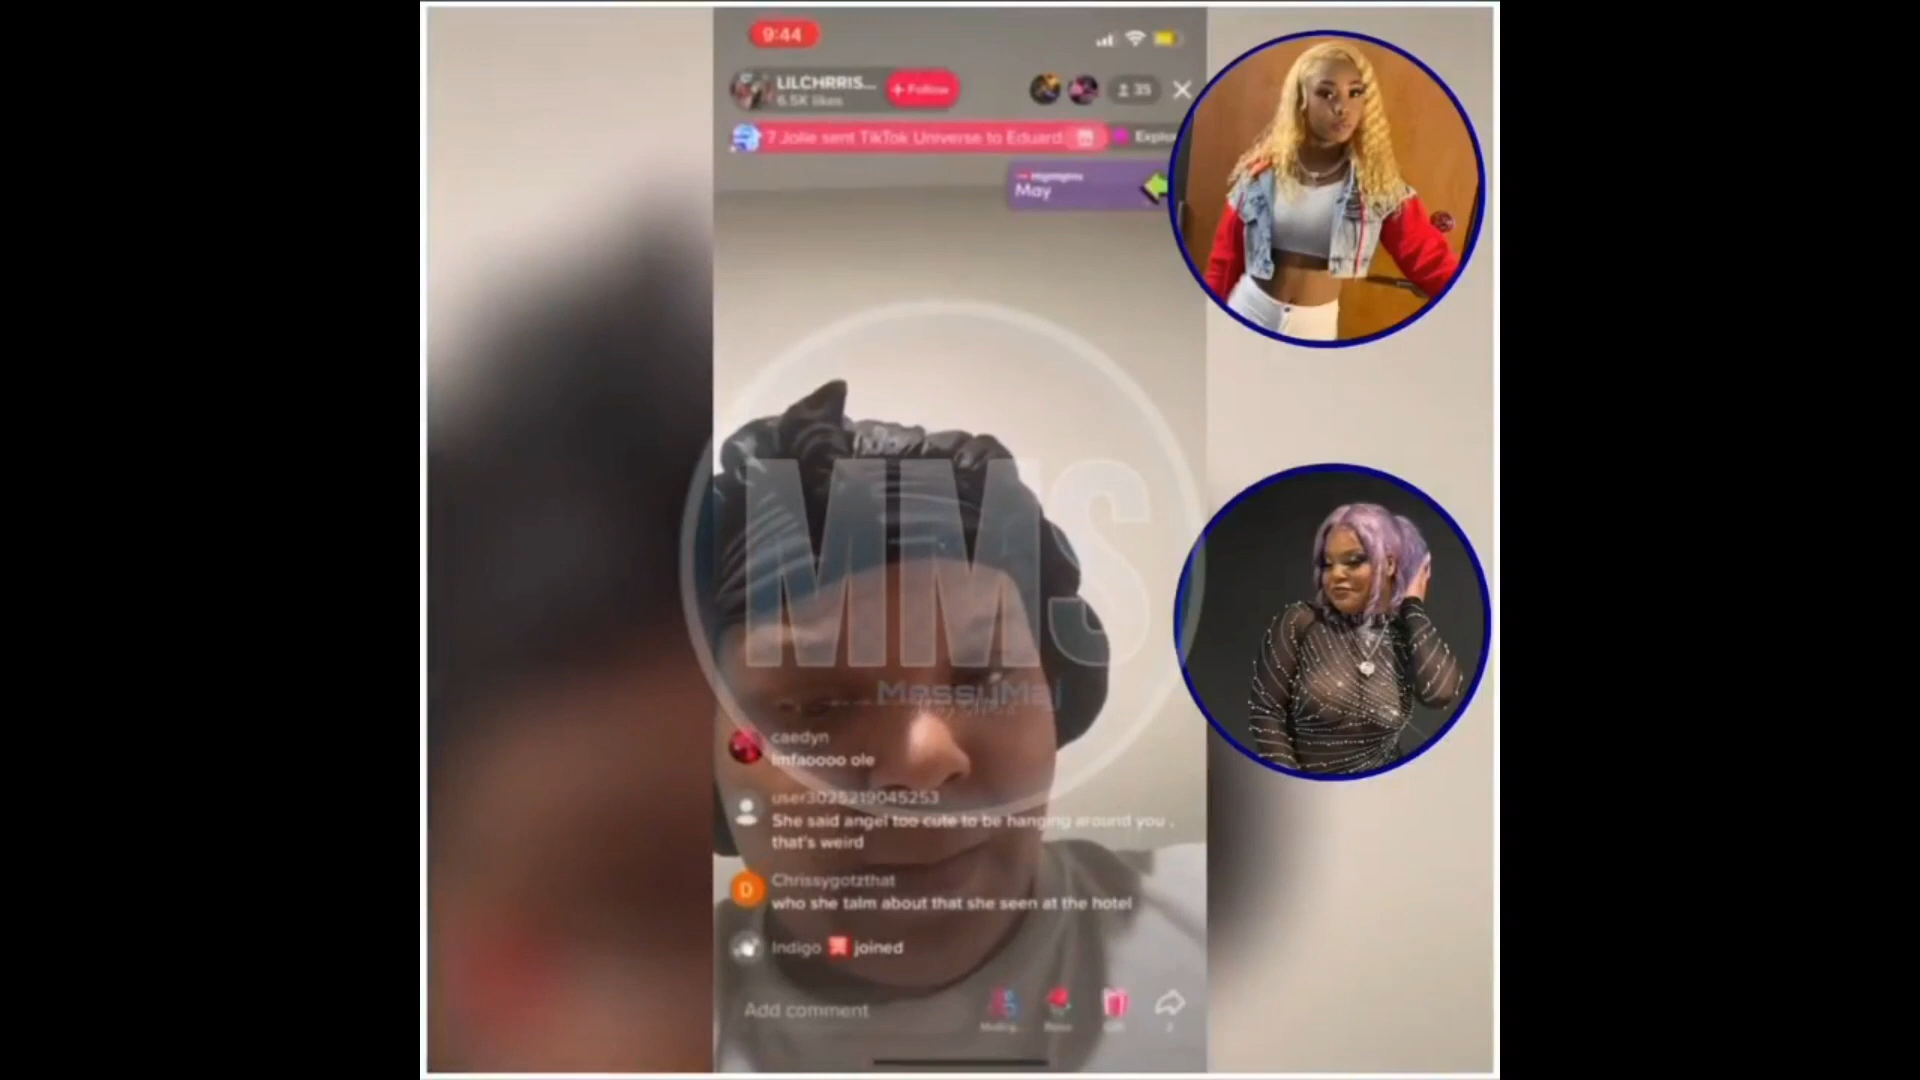 9:44
LILCHRRIS...
+ Follow
35
6.5K likes
7 Jolie sent TikTok Universe to Eduard
Explo
May
MMS
MessyMaj
caedyn
lmfaoooo ole
user3025219045253
She said angel too cute to be hanging around you ,
that's weird
D
Chrissygotzthat
who she talm about that she seen at the hotel
Indigo joined
Add comment